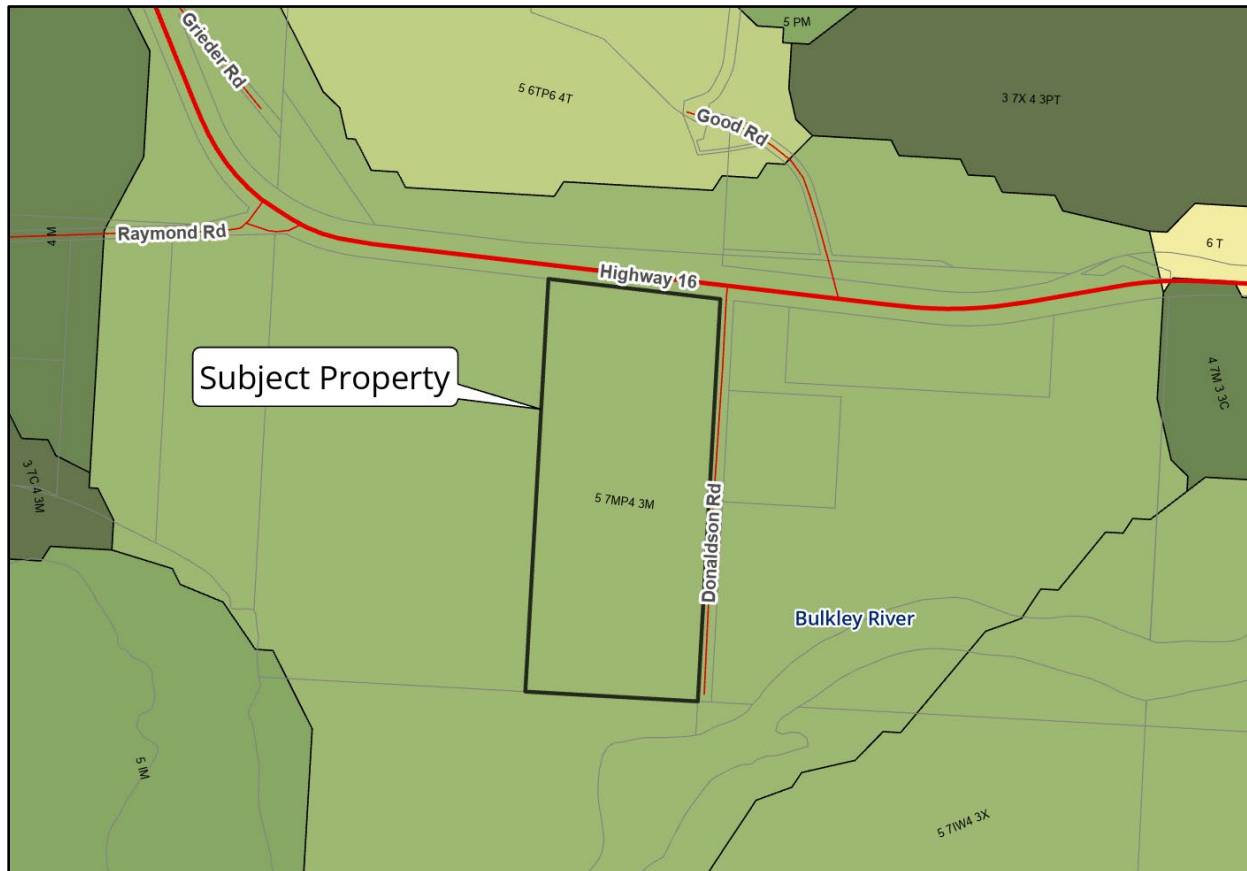 5 PM
Grieder Rd
5 6TP6 4T
3 7X 4 3PT
Good Rd
4 M
Raymond Rd
6 T
Highway 16
Subject Property
4 7M 3 3C
3 7C 4 3M
5 7MP4 3M
Donaldson Rd
Bulkley River
5 IM
5 7IW4 3X